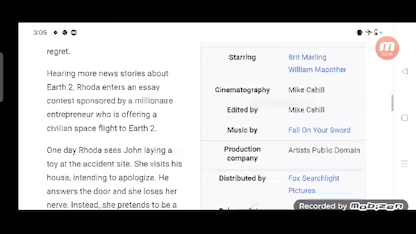 3:05
regret.
Hearing more news stories about
Earth 2, Rhoda enters an essay
contest sponsored by a millionaire
entrepreneur who is offering a
civilian space flight to Earth 2.
One day Rhoda sees John laying a
toy at the accident site. She visits his
house, intending to apologize. He
answers the door and she loses her
nerve. Instead, she pretends to be a
Starring Brit Marling
William Mapother
Cinematography Mike Cahill
Edited by Mike Cahill
Music by Fall On Your Sword
Production Artists Public Domain
company
Distributed by Fox Searchlight
Pictures
Recorded by Mobizen